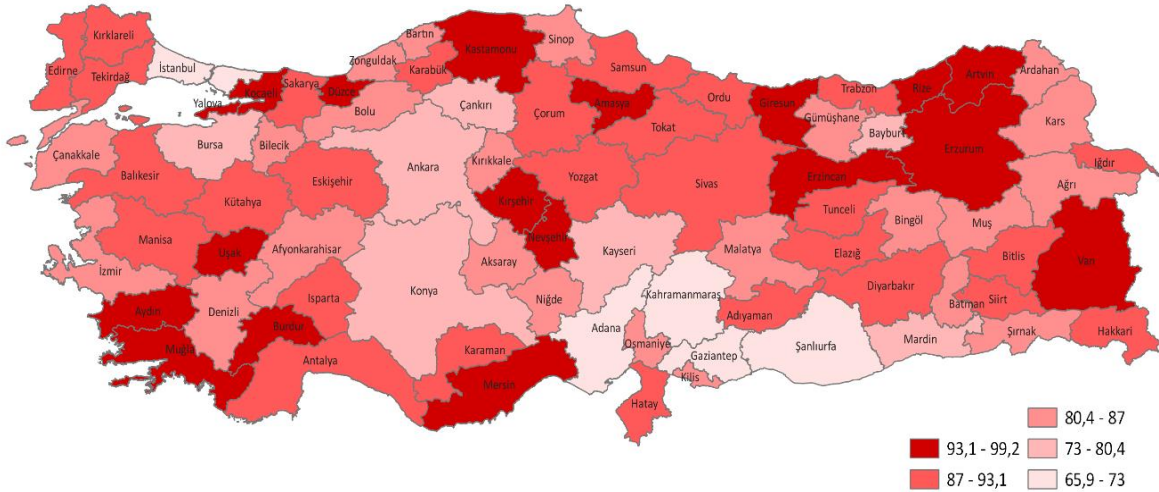 Kırklareli
Edirne
Tekirdağ
İstanbul
Yalova
Kocaeli
Sakarya
Düzce
Zonguldak
Bartın
Karabük
Kastamonu
Sinop
Samsun
Ordu
Giresun
Trabzon
Rize
Artvin
Ardahan
Kars
Iğdır
Ağrı
Erzurum
Bayburt
Gümüşhane
Erzincan
Tokat
Amasya
Çorum
Çankırı
Bolu
Bilecik
Bursa
Çanakkale
Balıkesir
Kütahya
Eskişehir
Ankara
Kırıkkale
Yozgat
Sivas
Tunceli
Bingöl
Muş
Bitlis
Van
Hakkari
Şırnak
Siirt
Batman
Mardin
Diyarbakır
Elazığ
Malatya
Adıyaman
Şanlıurfa
Gaziantep
Kilis
Hatay
Osmaniye
Kahramanmaraş
Adana
Kayseri
Nevşehir
Kırşehir
Aksaray
Niğde
Konya
Karaman
Mersin
Antalya
Isparta
Burdur
Afyonkarahisar
Uşak
Manisa
İzmir
Aydın
Denizli
Muğla
80,4 - 87
93,1 - 99,2
73 - 80,4
87 - 93,1
65,9 - 73